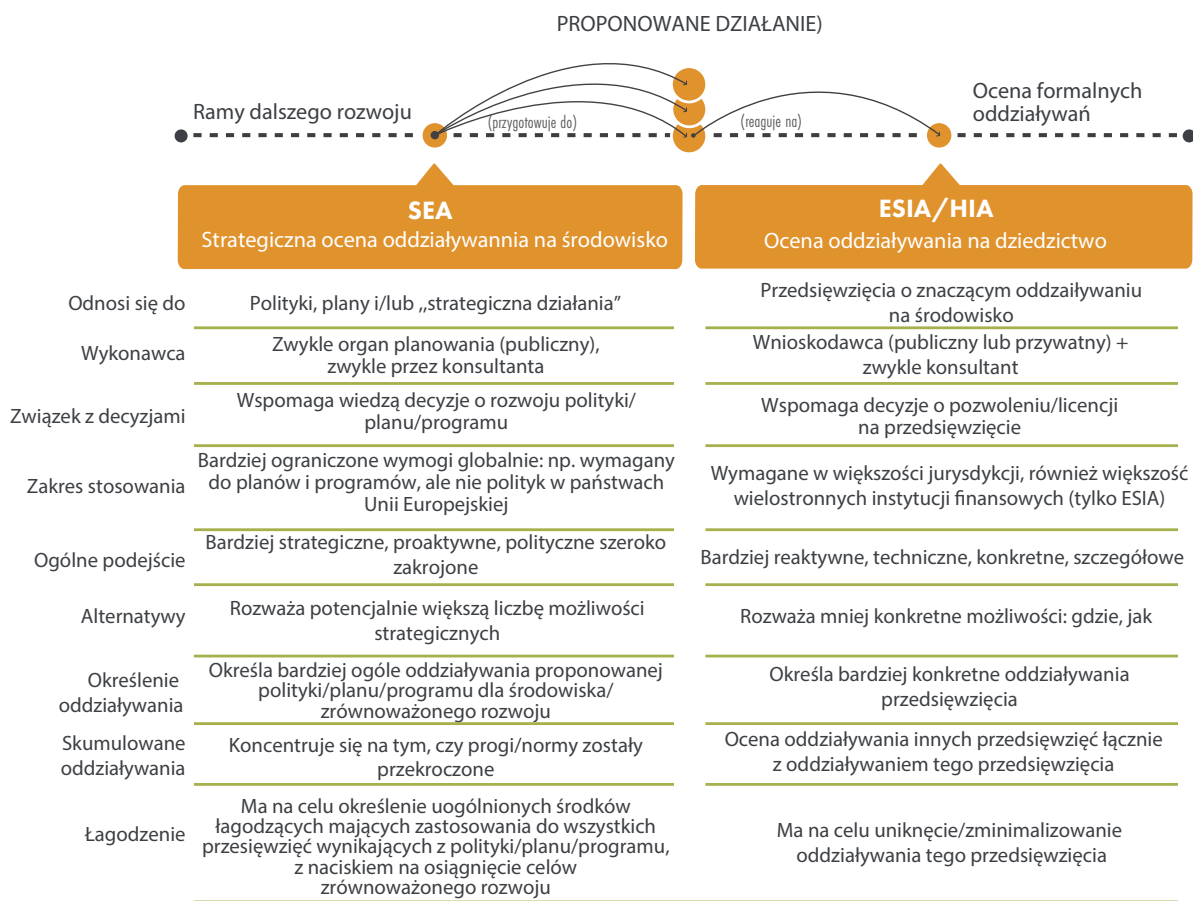 PROPONOWANE DZIAŁANIE)
Ramy dalszego rozwoju
(przygotowuje do)
(reaguje na)
Ocena formalnych
oddziaływań
SEA
Strategiczna ocena oddziaływannia na środowisko
ESIA/HIA
Ocena oddziaływania na dziedzictwo
Odnosi się do
Polityki, plany i/lub ,,strategiczna działania”
Przedsięwzięcia o znaczącym oddzaiływaniu
na środowisko
Wykonawca
Zwykle organ planowania (publiczny),
zwykle przez konsultanta
Wnioskodawca (publiczny lub prywatny) +
zwykle konsultant
Związek z decyzjami
Wspomaga wiedzą decyzje o rozwoju polityki/
planu/programu
Wspomaga decyzje o pozwoleniu/licencji
na przedsięwzięcie
Zakres stosowania
Bardziej ograniczone wymogi globalnie: np. wymagany
do planów i programów, ale nie polityk w państwach
Unii Europejskiej
Wymagane w większości jurysdykcji, również większość
wielostronnych instytucji finansowych (tylko ESIA)
Ogólne podejście
Bardziej strategiczne, proaktywne, polityczne szeroko
zakrojone
Bardziej reaktywne, techniczne, konkretne, szczegółowe
Alternatywy
Rozważa potencjalnie większą liczbę możliwości
strategicznych
Rozważa mniej konkretne możliwości: gdzie, jak
Określenie
oddziaływania
Określa bardziej ogóle oddziaływania proponowanej
polityki/planu/programu dla środowiska/
zrównoważonego rozwoju
Określa bardziej konkretne oddziaływania
przedsięwzięcia
Skumulowane
oddziaływania
Koncentruje się na tym, czy progi/normy zostały
przekroczone
Ocena oddziaływania innych przedsięwzięć łącznie
z oddziaływaniem tego przedsięwzięcia
Łagodzenie
Ma na celu określenie uogólnionych środków
łagodzących mających zastosowania do wszystkich
przesięwzięć wynikających z polityki/planu/programu,
z naciskiem na osiągnięcie celów
zrównoważonego rozwoju
Ma na celu uniknięcie/zminimalizowanie
oddziaływania tego przedsięwzięcia